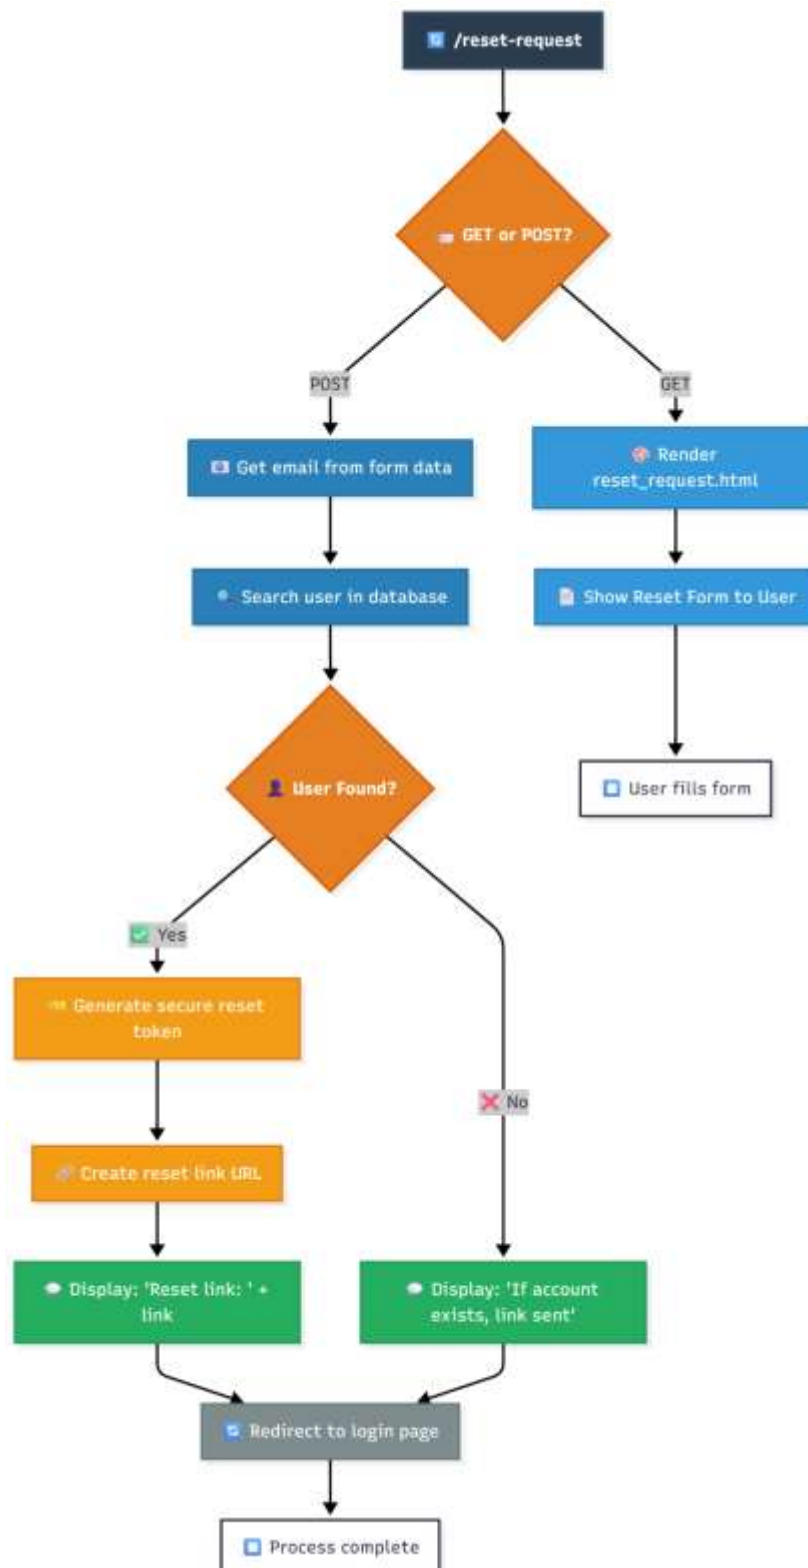 /reset-request
GET or POST?
POST
GET
Get email from form data
Render
reset_request.html
Search user in database
Show Reset Form to User
User Found?
User fills form
Yes
Generate secure reset
token
No
Create reset link URL
Display: 'Reset link: ' +
link
Display: 'If account
exists, link sent'
Redirect to login page
Process complete